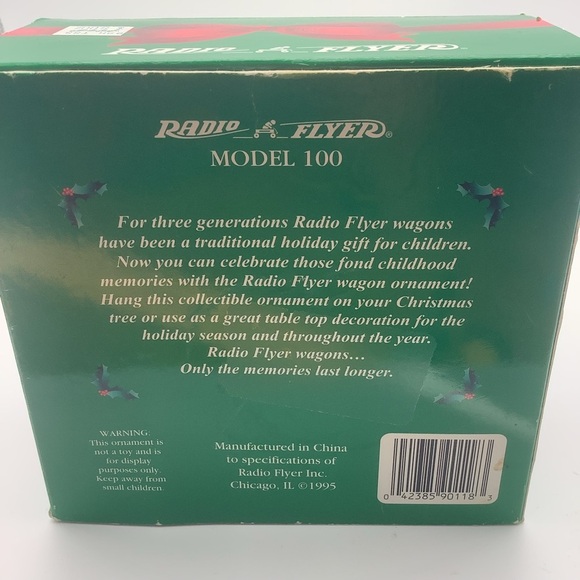 RADIO FLYER
RADIO FLYER®
MODEL 100
For three generations Radio Flyer wagons
have been a traditional holiday gift for children.
Now you can celebrate those fond childhood
memories with the Radio Flyer wagon ornament!
Hang this collectible ornament on your Christmas
tree or use as a great table top decoration for the
holiday season and throughout the year.
Radio Flyer wagons...
Only the memories last longer.
WARNING:
This ornament is
not a toy and is
for display
purposes only.
Keep away from
small children.
Manufactured in China
to specifications of
Radio Flyer Inc.
Chicago, IL ©1995
0 42385 90118 3